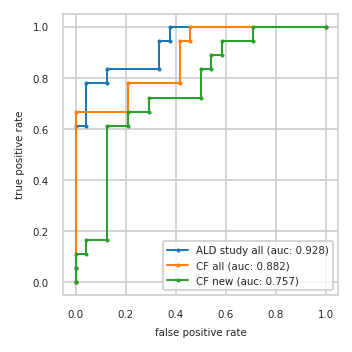 1.0
0.8
0.6
0.4
0.2
0.0
true positive rate
ALD study all (auc: 0.928)
CF all (auc: 0.882)
CF new (auc: 0.757)
0.0 0.2 0.4 0.6 0.8 1.0
false positive rate